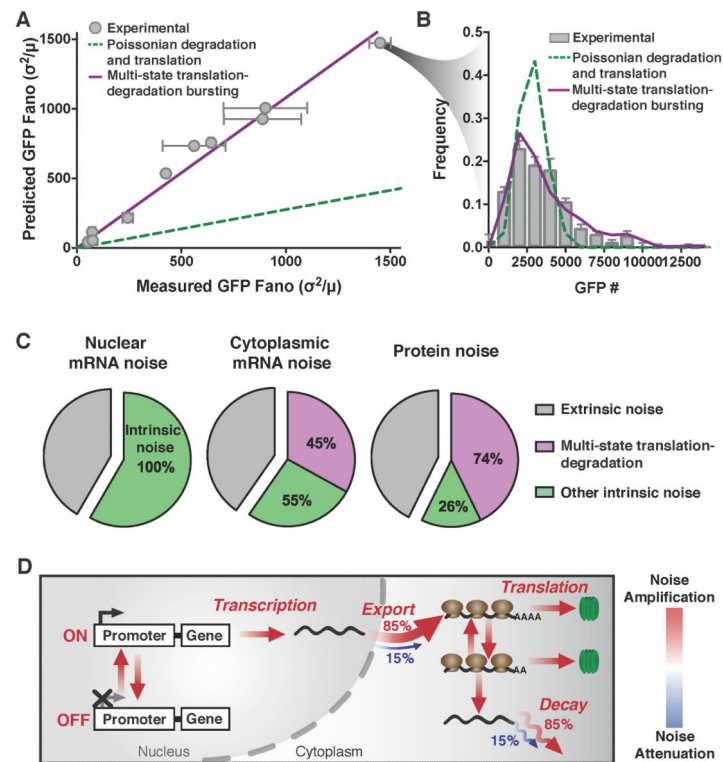 A
Experimental
Poissonian degradation
and translation
Multi-state translation-
degradation bursting
Predicted GFP Fano (σ²/μ)
1500
1000
500
0
0
500
1000
1500
Measured GFP Fano (σ²/μ)
B
Experimental
Poissonian degradation
and translation
Multi-state translation-
degradation bursting
Frequency
0.5
0.4
0.3
0.2
0.1
0.0
0
2500
5000
7500
10000
12500
GFP #
C
Nuclear
mRNA noise
Cytoplasmic
mRNA noise
Protein noise
Intrinsic
noise
100%
45%
55%
74%
26%
Extrinsic noise
Multi-state translation-
degradation
Other intrinsic noise
D
Transcription
Export
Translation
ON
Promoter
Gene
85%
15%
AAAA
AA
OFF
Promoter
Gene
Decay
85%
15%
Nucleus
Cytoplasm
Noise
Amplification
Noise
Attenuation